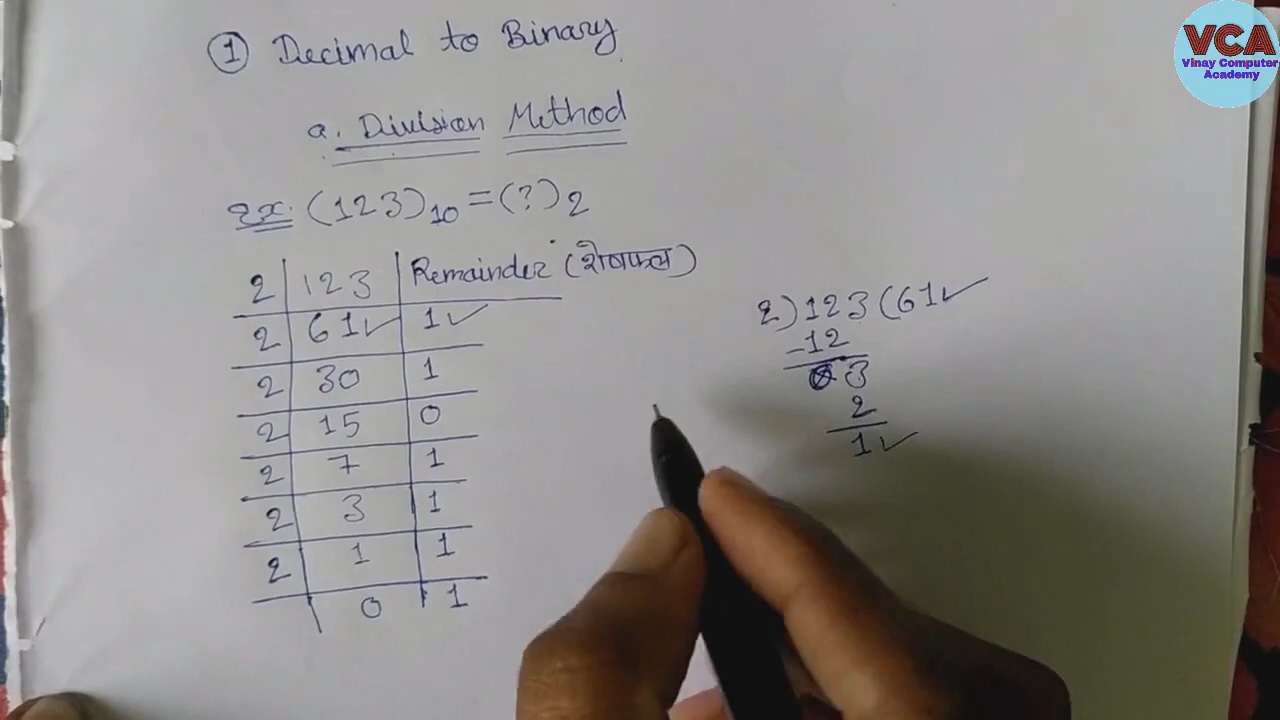 VCA
Vinay Computer
Academy
① Decimal to Binary
a. Division Method
Ex. (123)10 = (?)2
2 | 123 | Remainder (शेषफल)
2 | 61✓ | 1✓
2 | 30 | 1
2 | 15 | 0
2 | 7 | 1
2 | 3 | 1
2 | 1 | 1
0 | 1
2)123(61✓
-12
03
2
1✓